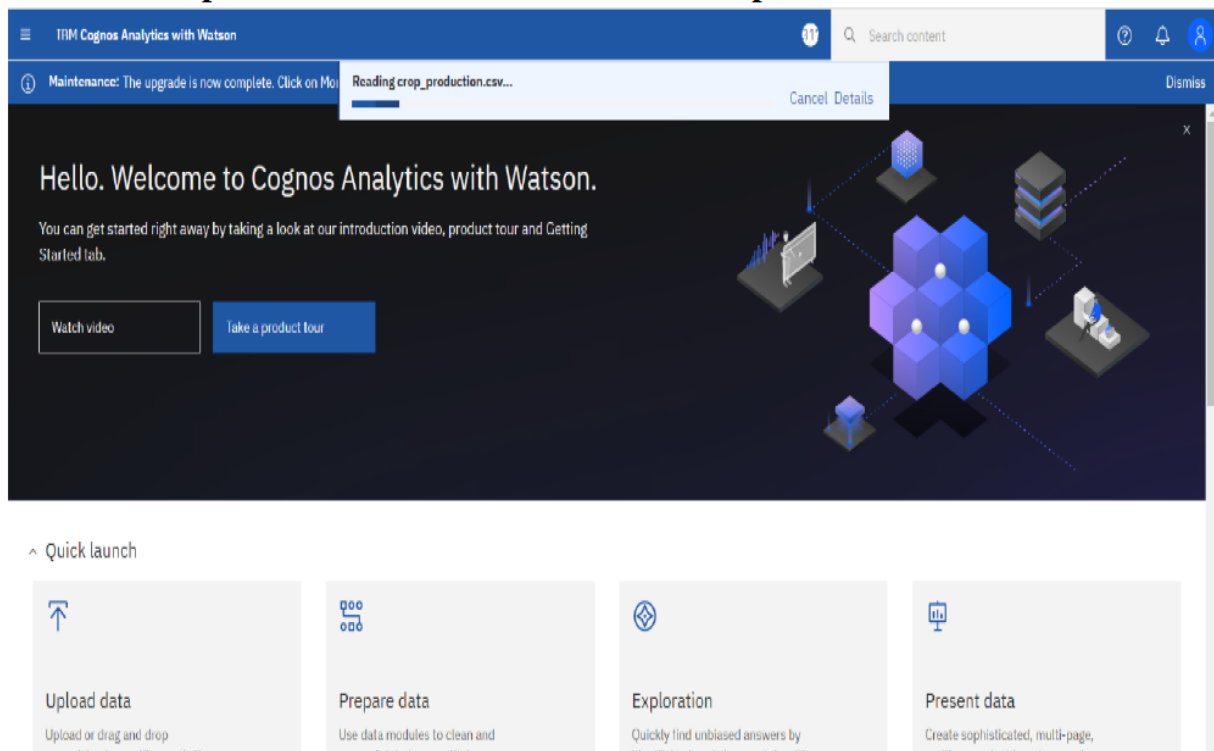 IBM Cognos Analytics with Watson
Search content
Maintenance: The upgrade is now complete. Click on Mo
Dismiss
Reading crop_production.csv...
Cancel Details
x
Hello. Welcome to Cognos Analytics with Watson.
You can get started right away by taking a look at our introduction video, product tour and Getting
Started tab.
Watch video
Take a product tour
Quick launch
Upload data
Prepare data
Exploration
Present data
Upload or drag and drop
Use data modules to clean and
Quickly find unbiased answers by
Create sophisticated, multi-page,